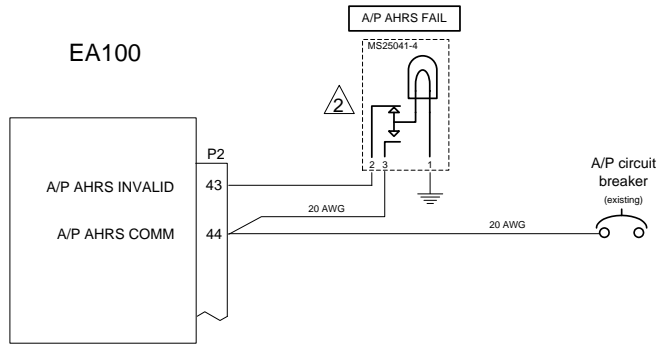 A/P AHRS FAIL
EA100
MS25041-4
2
P2
2 3 1
A/P circuit
breaker
(existing)
A/P AHRS INVALID 43
20 AWG
A/P AHRS COMM 44
20 AWG